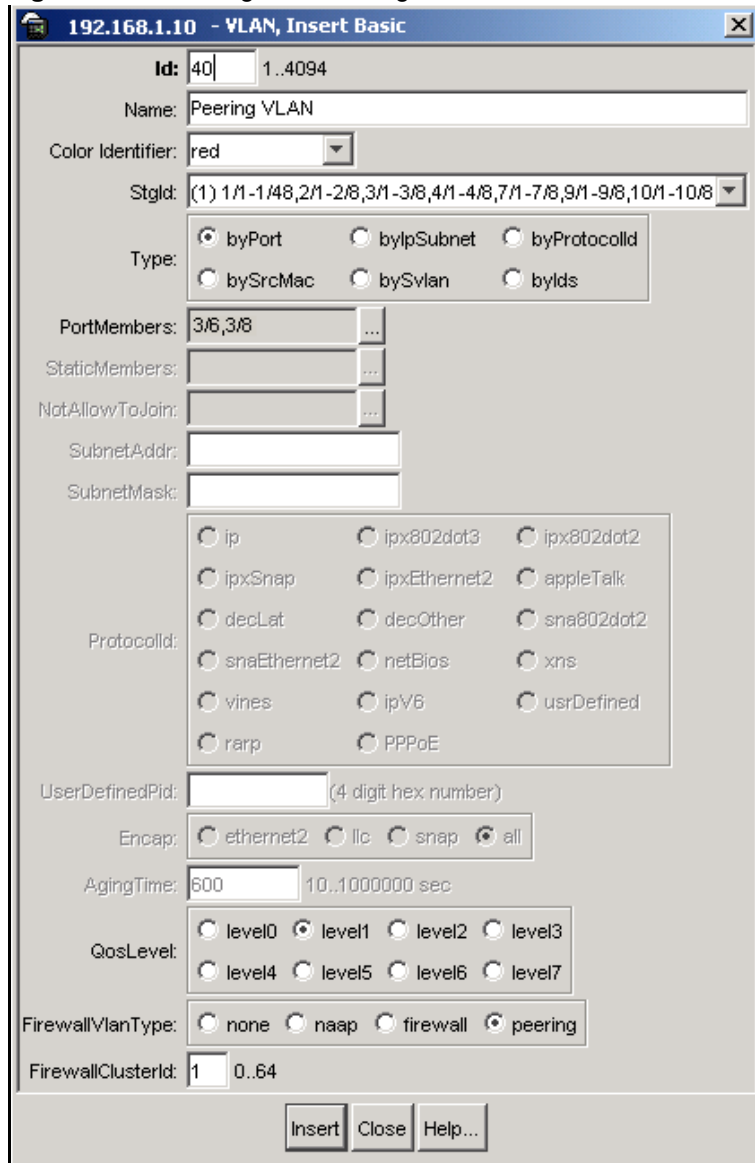 192.168.1.10 - VLAN, Insert Basic
Id: 40 1..4094
Name: Peering VLAN
Color Identifier: red
StgId: (1) 1/1-1/48,2/1-2/8,3/1-3/8,4/1-4/8,7/1-7/8,9/1-9/8,10/1-10/8
Type: byPort byIpSubnet byProtocolId
bySrcMac bySvlan byIds
PortMembers: 3/6,3/8 ...
StaticMembers: ...
NotAllowToJoin: ...
SubnetAddr:
SubnetMask:
ProtocolId: ip ipx802dot3 ipx802dot2
ipxSnap ipxEthernet2 appleTalk
decLat decOther sna802dot2
snaEthernet2 netBios xns
vines ipV6 usrDefined
rarp PPPoE
UserDefinedPid: (4 digit hex number)
Encap: ethernet2 llc snap all
AgingTime: 600 10..1000000 sec
QosLevel: level0 level1 level2 level3
level4 level5 level6 level7
FirewallVlanType: none naap firewall peering
FirewallClusterId: 1 0..64
Insert Close Help...